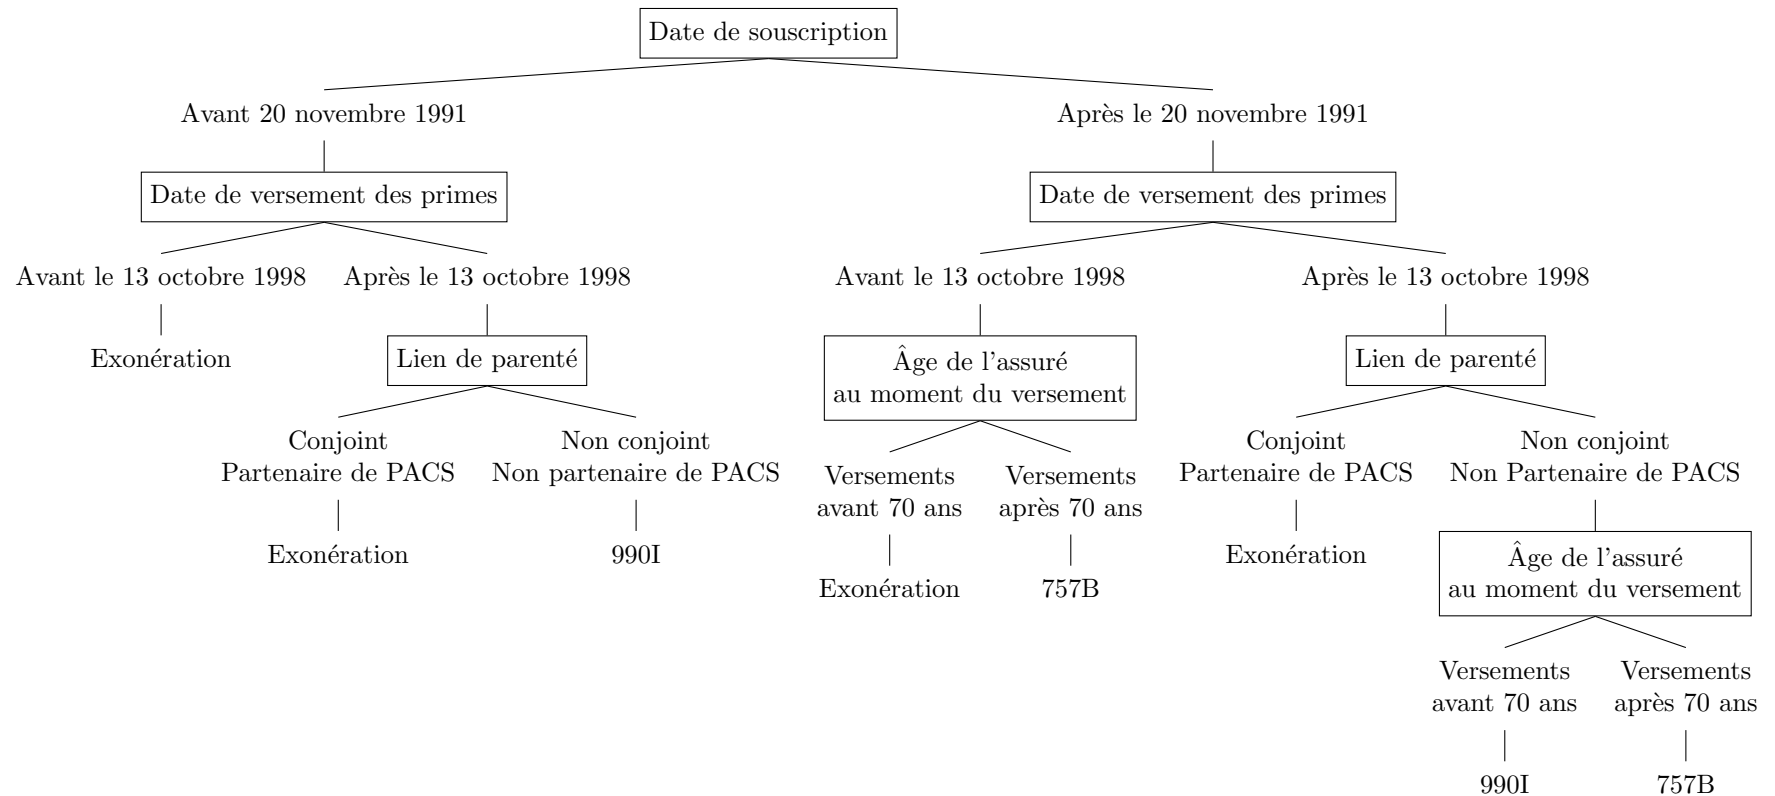 Date de souscription
Avant 20 novembre 1991
Après le 20 novembre 1991
Date de versement des primes
Date de versement des primes
Avant le 13 octobre 1998
Après le 13 octobre 1998
Avant le 13 octobre 1998
Après le 13 octobre 1998
Exonération
Lien de parenté
Âge de l'assuré
au moment du versement
Lien de parenté
Conjoint
Partenaire de PACS
Non conjoint
Non partenaire de PACS
Versements
avant 70 ans
Versements
après 70 ans
Conjoint
Partenaire de PACS
Non conjoint
Non Partenaire de PACS
Exonération
990I
Exonération
757B
Exonération
Âge de l'assuré
au moment du versement
Versements
avant 70 ans
Versements
après 70 ans
990I
757B